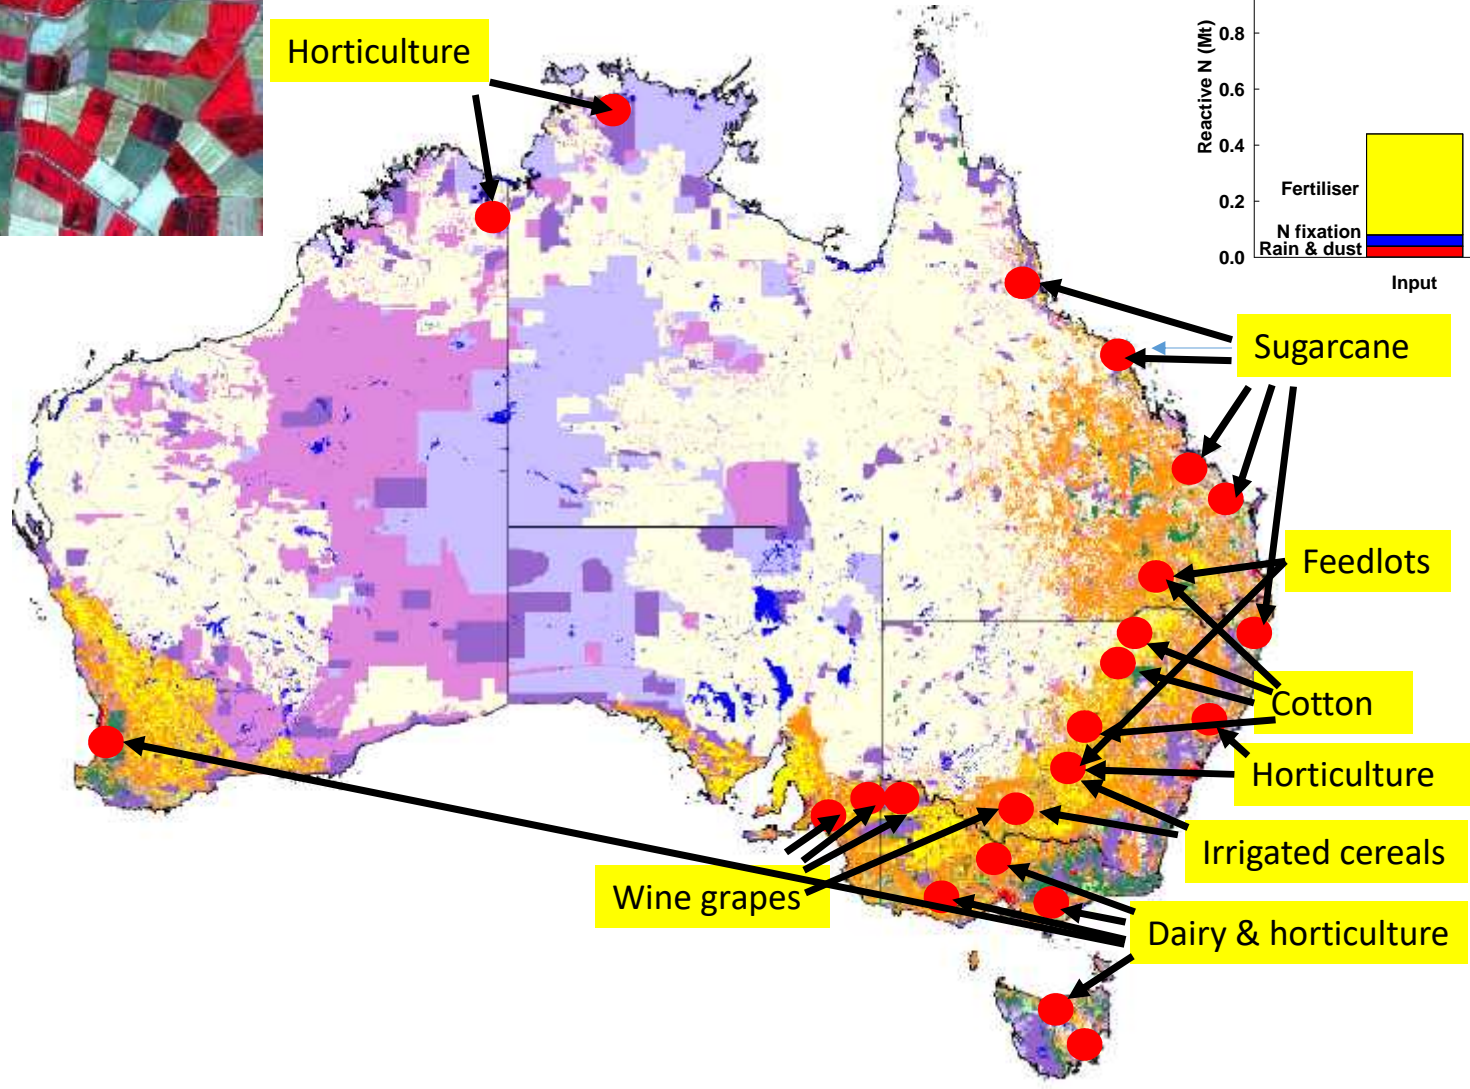 Horticulture
Reactive N (Mt)
0.8
0.6
0.4
0.2
0.0
Fertiliser
N fixation
Rain & dust
Input
Sugarcane
Feedlots
Cotton
Horticulture
Irrigated cereals
Wine grapes
Dairy & horticulture